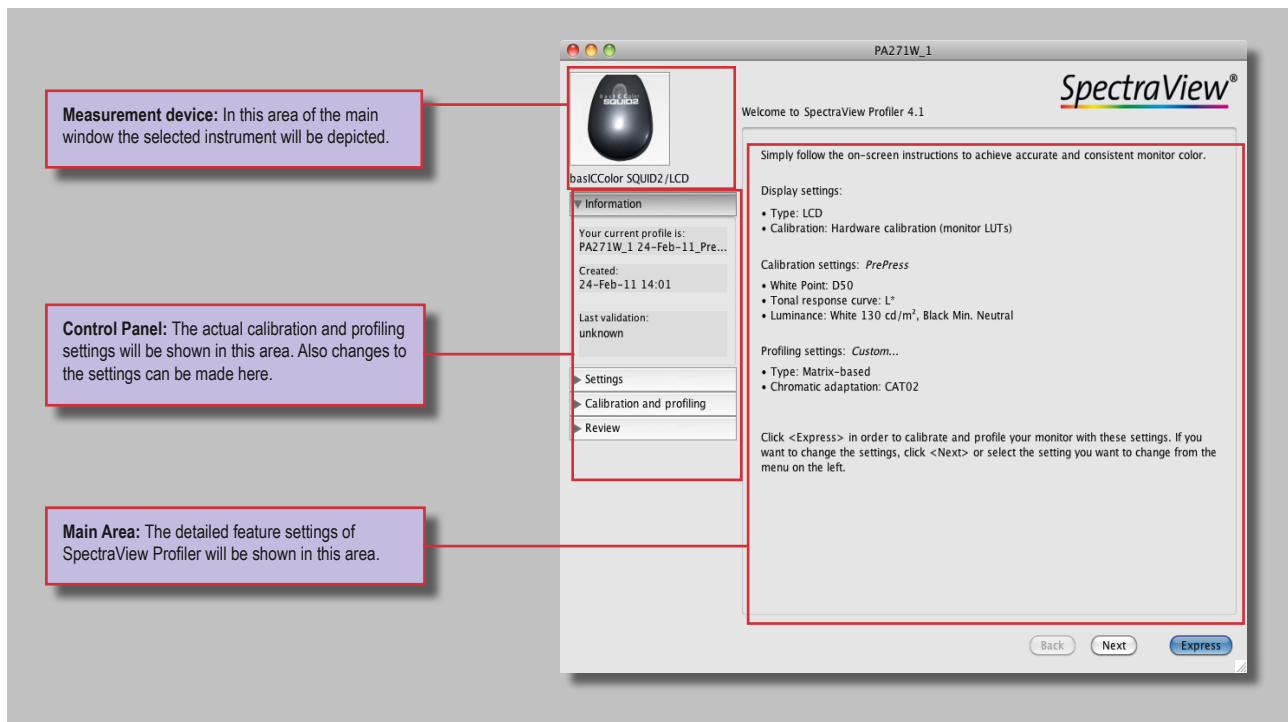 Measurement device: In this area of the main
window the selected instrument will be depicted.
Control Panel: The actual calibration and profiling
settings will be shown in this area. Also changes to
the settings can be made here.
Main Area: The detailed feature settings of
SpectraView Profiler will be shown in this area.
PA271W_1
basICColor
SQUID2
basICColor SQUID2/LCD
SpectraView®
Welcome to SpectraView Profiler 4.1
Information
Your current profile is:
PA271W_1 24-Feb-11_Pre...
Created:
24-Feb-11 14:01
Last validation:
unknown
Settings
Calibration and profiling
Review
Simply follow the on-screen instructions to achieve accurate and consistent monitor color.
Display settings:
• Type: LCD
• Calibration: Hardware calibration (monitor LUTs)
Calibration settings: PrePress
• White Point: D50
• Tonal response curve: L*
• Luminance: White 130 cd/m², Black Min. Neutral
Profiling settings: Custom...
• Type: Matrix-based
• Chromatic adaptation: CAT02
Click <Express> in order to calibrate and profile your monitor with these settings. If you
want to change the settings, click <Next> or select the setting you want to change from the
menu on the left.
Back
Next
Express